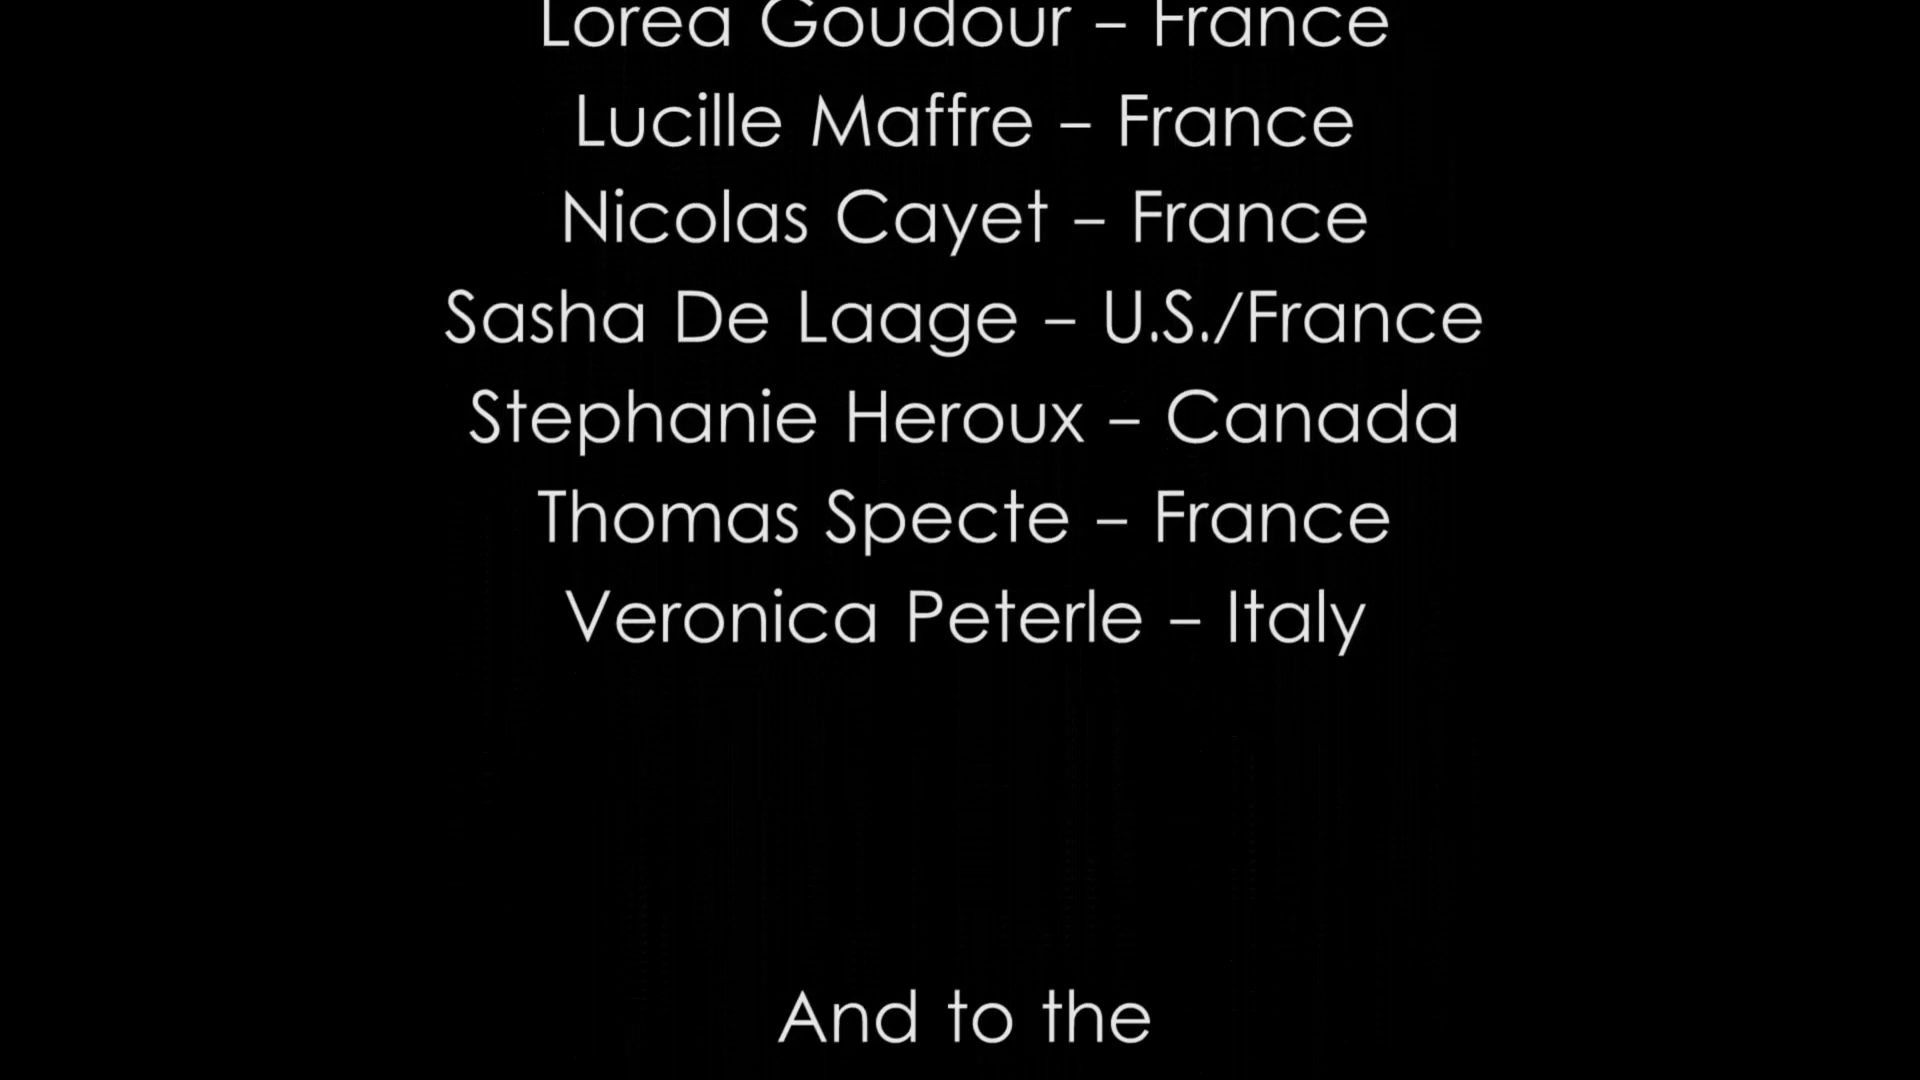 Lorea Goudour – France
Lucille Maffre – France
Nicolas Cayet – France
Sasha De Laage – U.S./France
Stephanie Heroux – Canada
Thomas Specte – France
Veronica Peterle – Italy
And to the